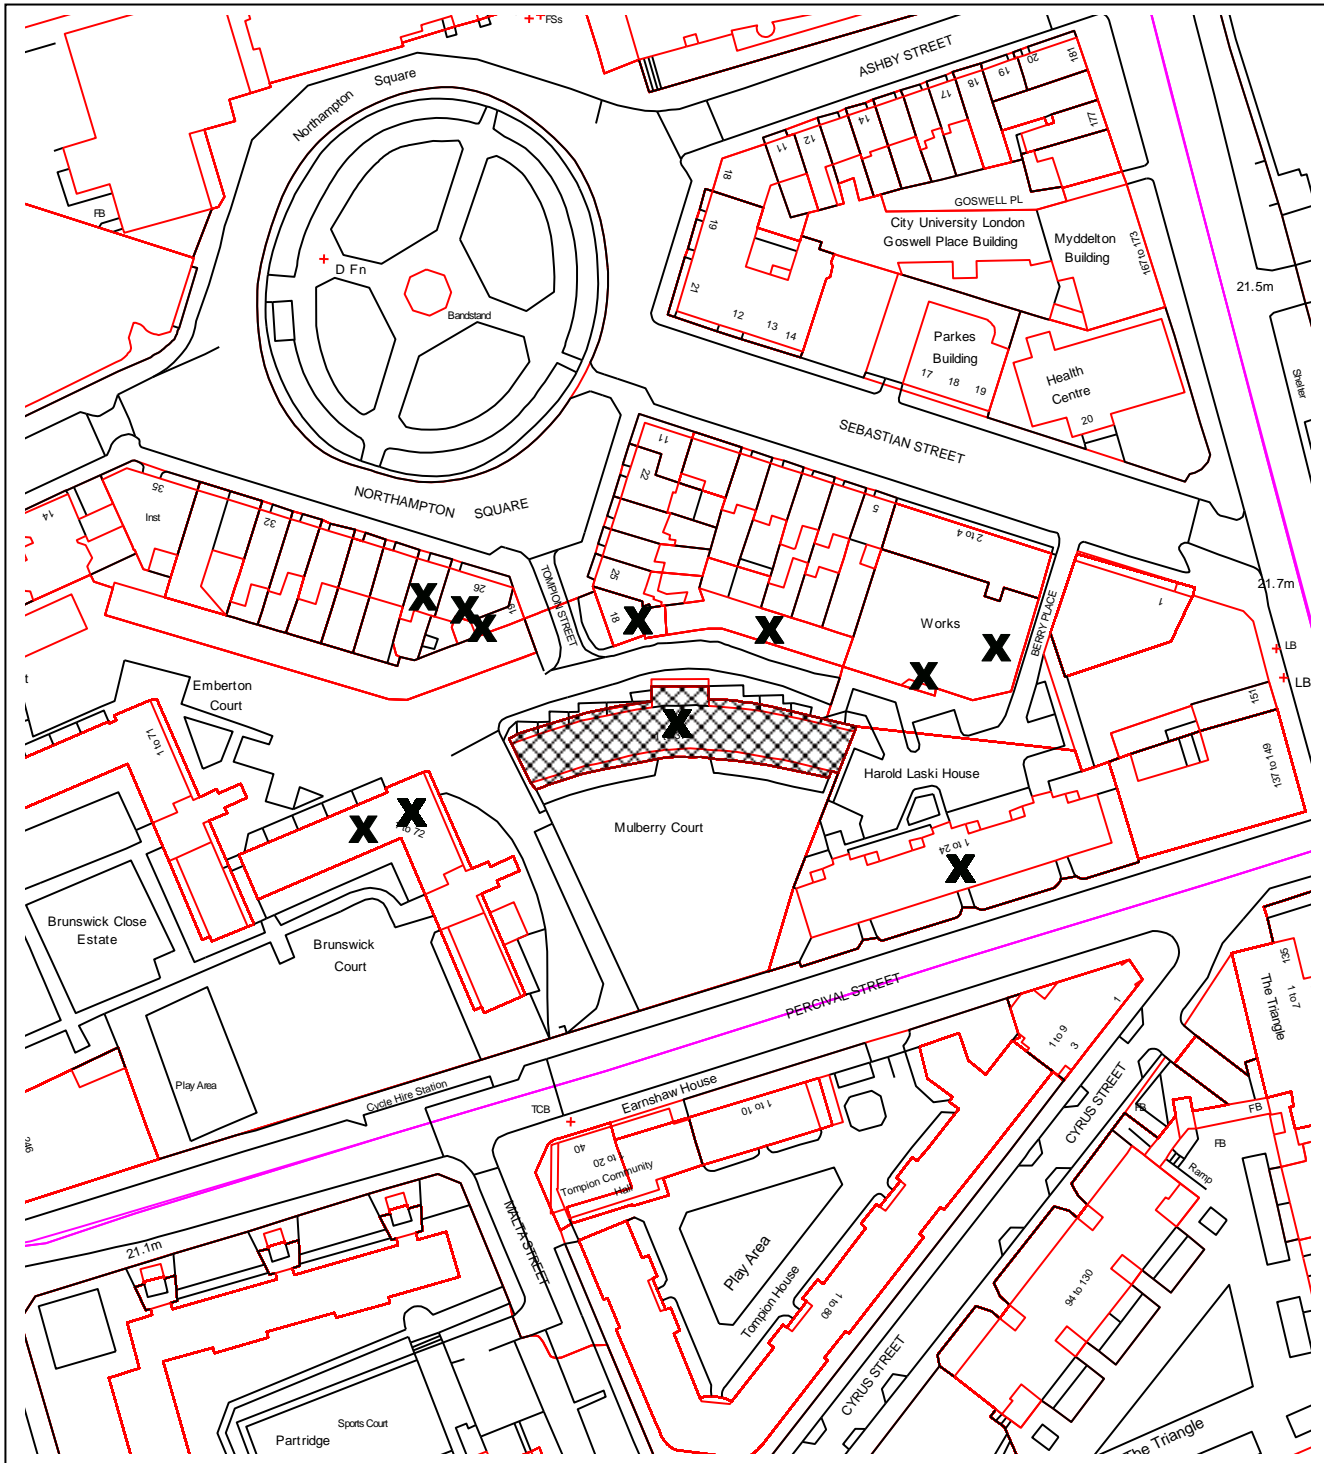 FSs
ASHBY STREET
Northampton Square
181
20
19
18
17
14
12
11
177
18
19
21
FB
GOSWELL PL
City University London
Goswell Place Building
Myddelton
Building
167 to 173
D Fn
Bandstand
21.5m
12
13
14
Parkes
Building
17
18
19
Health
Centre
20
Shelter
SEBASTIAN STREET
NORTHAMPTON SQUARE
11
22
25
18
5
2 to 4
35
Inst
14
32
26
19
TOMPION STREET
Works
BERRY PLACE
1
21.7m
LB
LB
151
137 to 149
Emberton
Court
t
1 to 71
X
X
X
X
X
X
X
X
X
X
X
to 72
Harold Laski House
1 to 24
Mulberry Court
Brunswick Close
Estate
Brunswick
Court
Play Area
PERCIVAL STREET
Cycle Hire Station
TCB
Earnshaw House
1 to 10
40
1 to 20
Tompion Community
Hall
1 to 9
3
1
135
1 to 7
The Triangle
CYRUS STREET
FB
FB
FB
Ramp
246
21.1m
MALTA STREET
Play Area
Tompion House
1 to 80
94 to 130
CYRUS STREET
Sports Court
Partridge
The Triangle